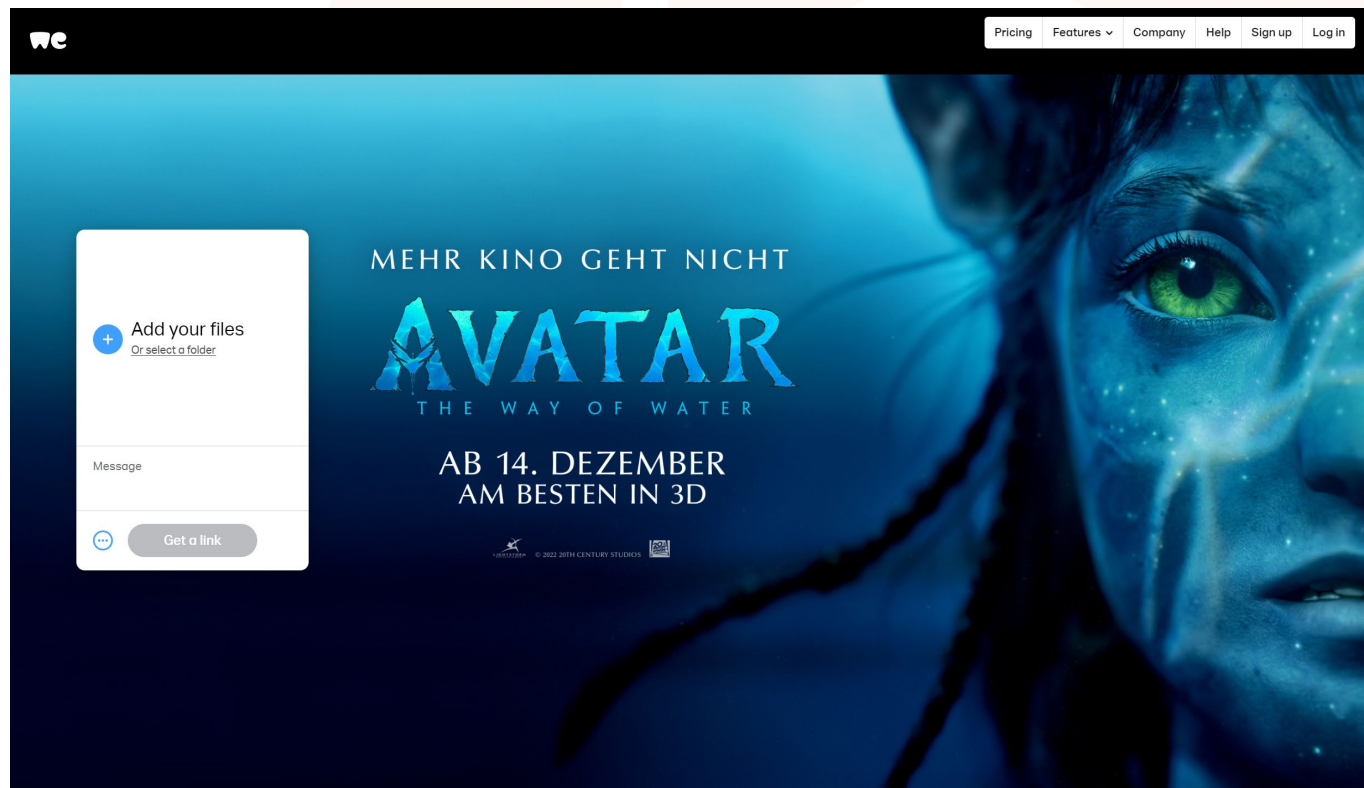 we
Pricing Features Company Help Sign up Log in
Add your files
Or select a folder
Message
Get a link
MEHR KINO GEHT NICHT
AVATAR
THE WAY OF WATER
AB 14. DEZEMBER
AM BESTEN IN 3D
LIGHTSTORM © 2022 20TH CENTURY STUDIOS